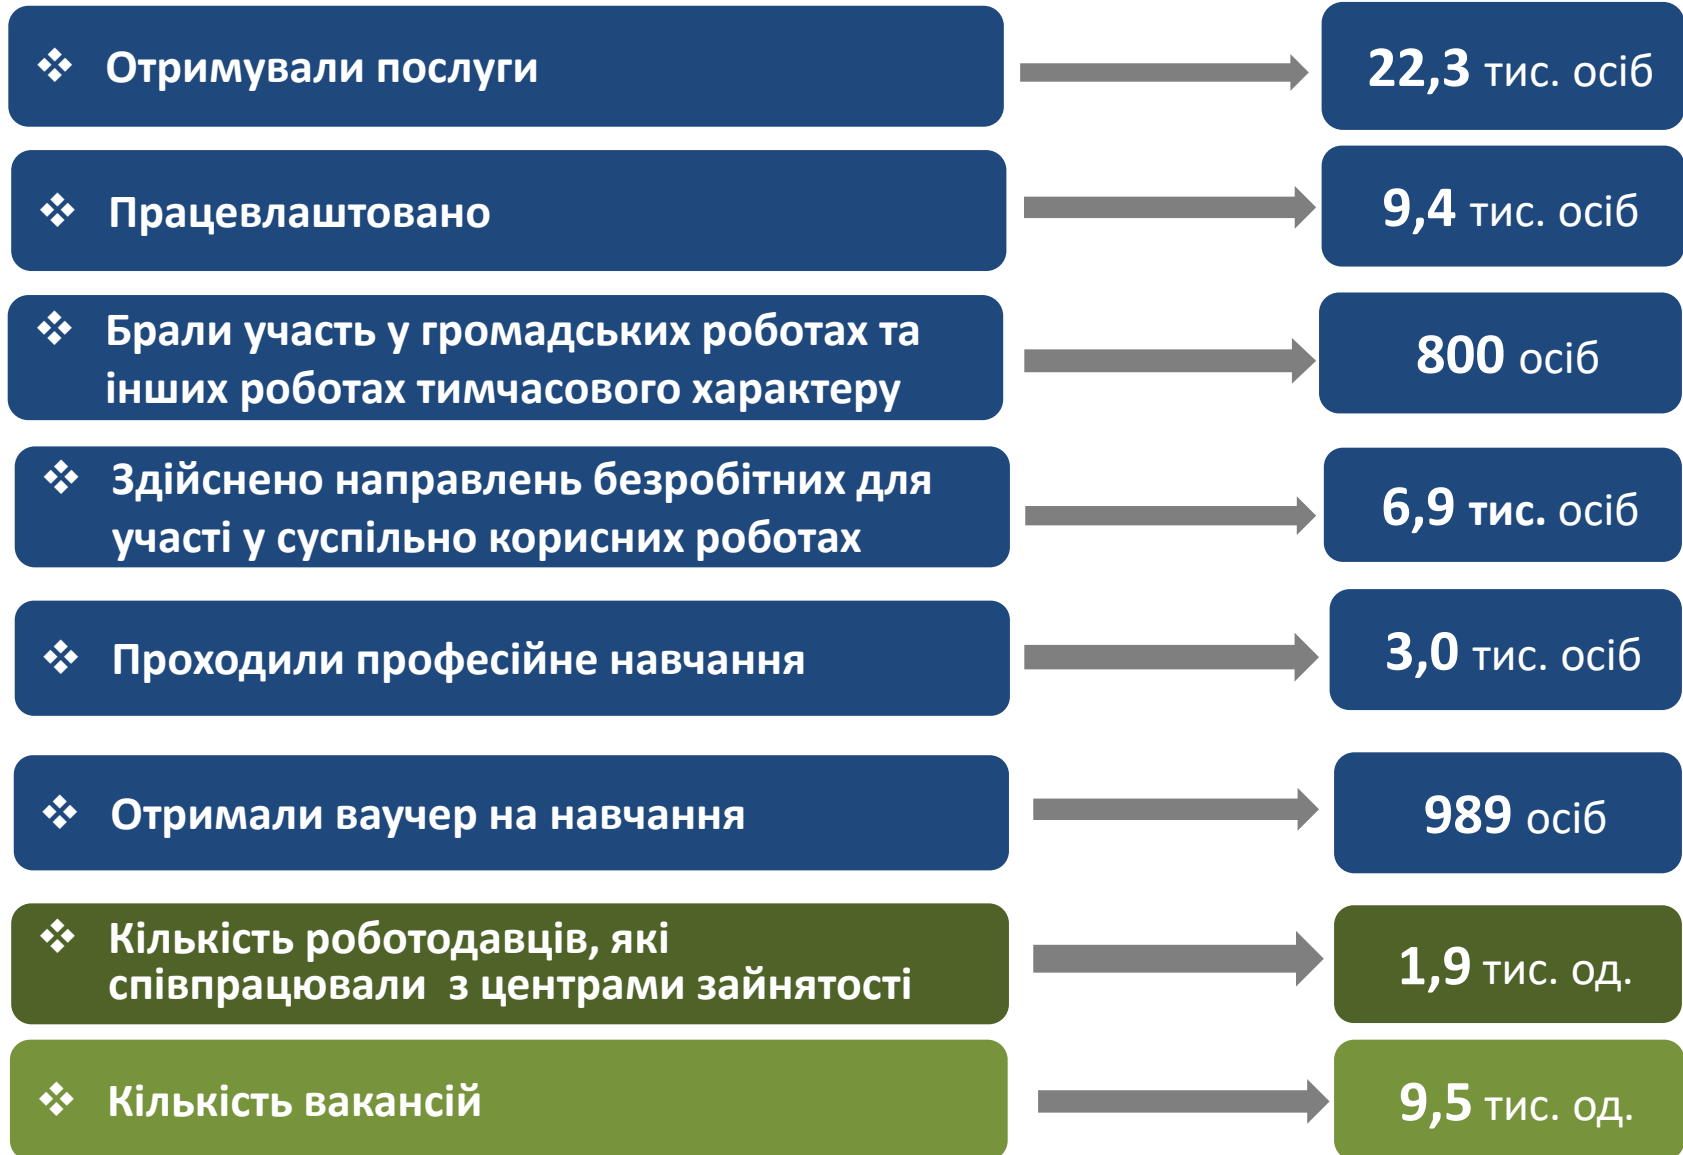 ❖ Отримували послуги
22,3 тис. осіб
❖ Працевлаштовано
9,4 тис. осіб
❖ Брали участь у громадських роботах та
інших роботах тимчасового характеру
800 осіб
❖ Здійснено направлень безробітних для
участі у суспільно корисних роботах
6,9 тис. осіб
❖ Проходили професійне навчання
3,0 тис. осіб
❖ Отримали ваучер на навчання
989 осіб
❖ Кількість роботодавців, які
співпрацювали з центрами зайнятості
1,9 тис. од.
❖ Кількість вакансій
9,5 тис. од.